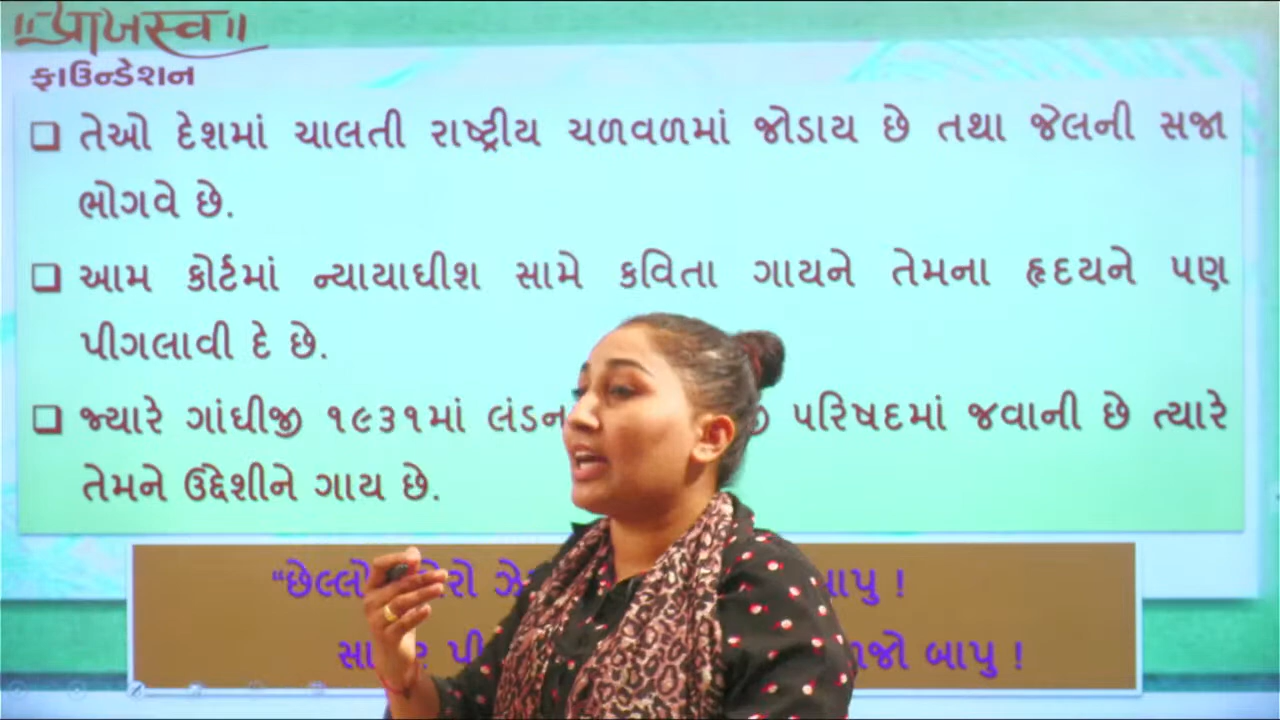 ॥પ્રાજસ્વ॥
ફાઉન્ડેશન
❑ તેઓ દેશમાં ચાલતી રાષ્ટ્રીય ચળવળમાં જોડાય છે તથા જેલની સજા
ભોગવે છે.
❑ આમ કોર્ટમાં ન્યાયાધીશ સામે કવિતા ગાયને તેમના હૃદયને પણ
પીગલાવી દે છે.
❑ જ્યારે ગાંધીજી ૧૯૩૧માં લંડન પરિષદમાં જવાની છે ત્યારે
તેમને ઉદ્દેશીને ગાય છે.
“છેલ્લો બાપુ !
બાપુ !